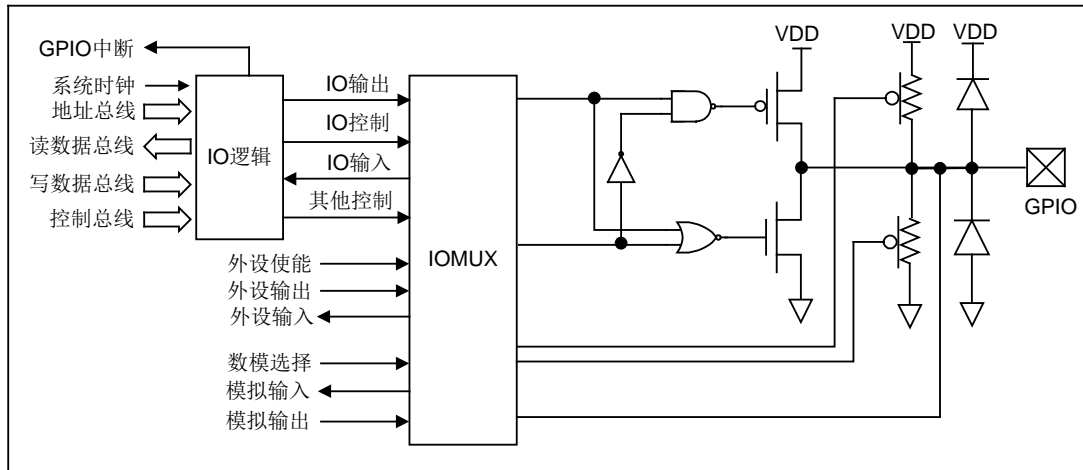 GPIO中断
系统时钟
地址总线
读数据总线
写数据总线
控制总线
IO逻辑
IO输出
IO控制
IO输入
其他控制
外设使能
外设输出
外设输入
数模选择
模拟输入
模拟输出
IOMUX
VDD
VDD
VDD
GPIO